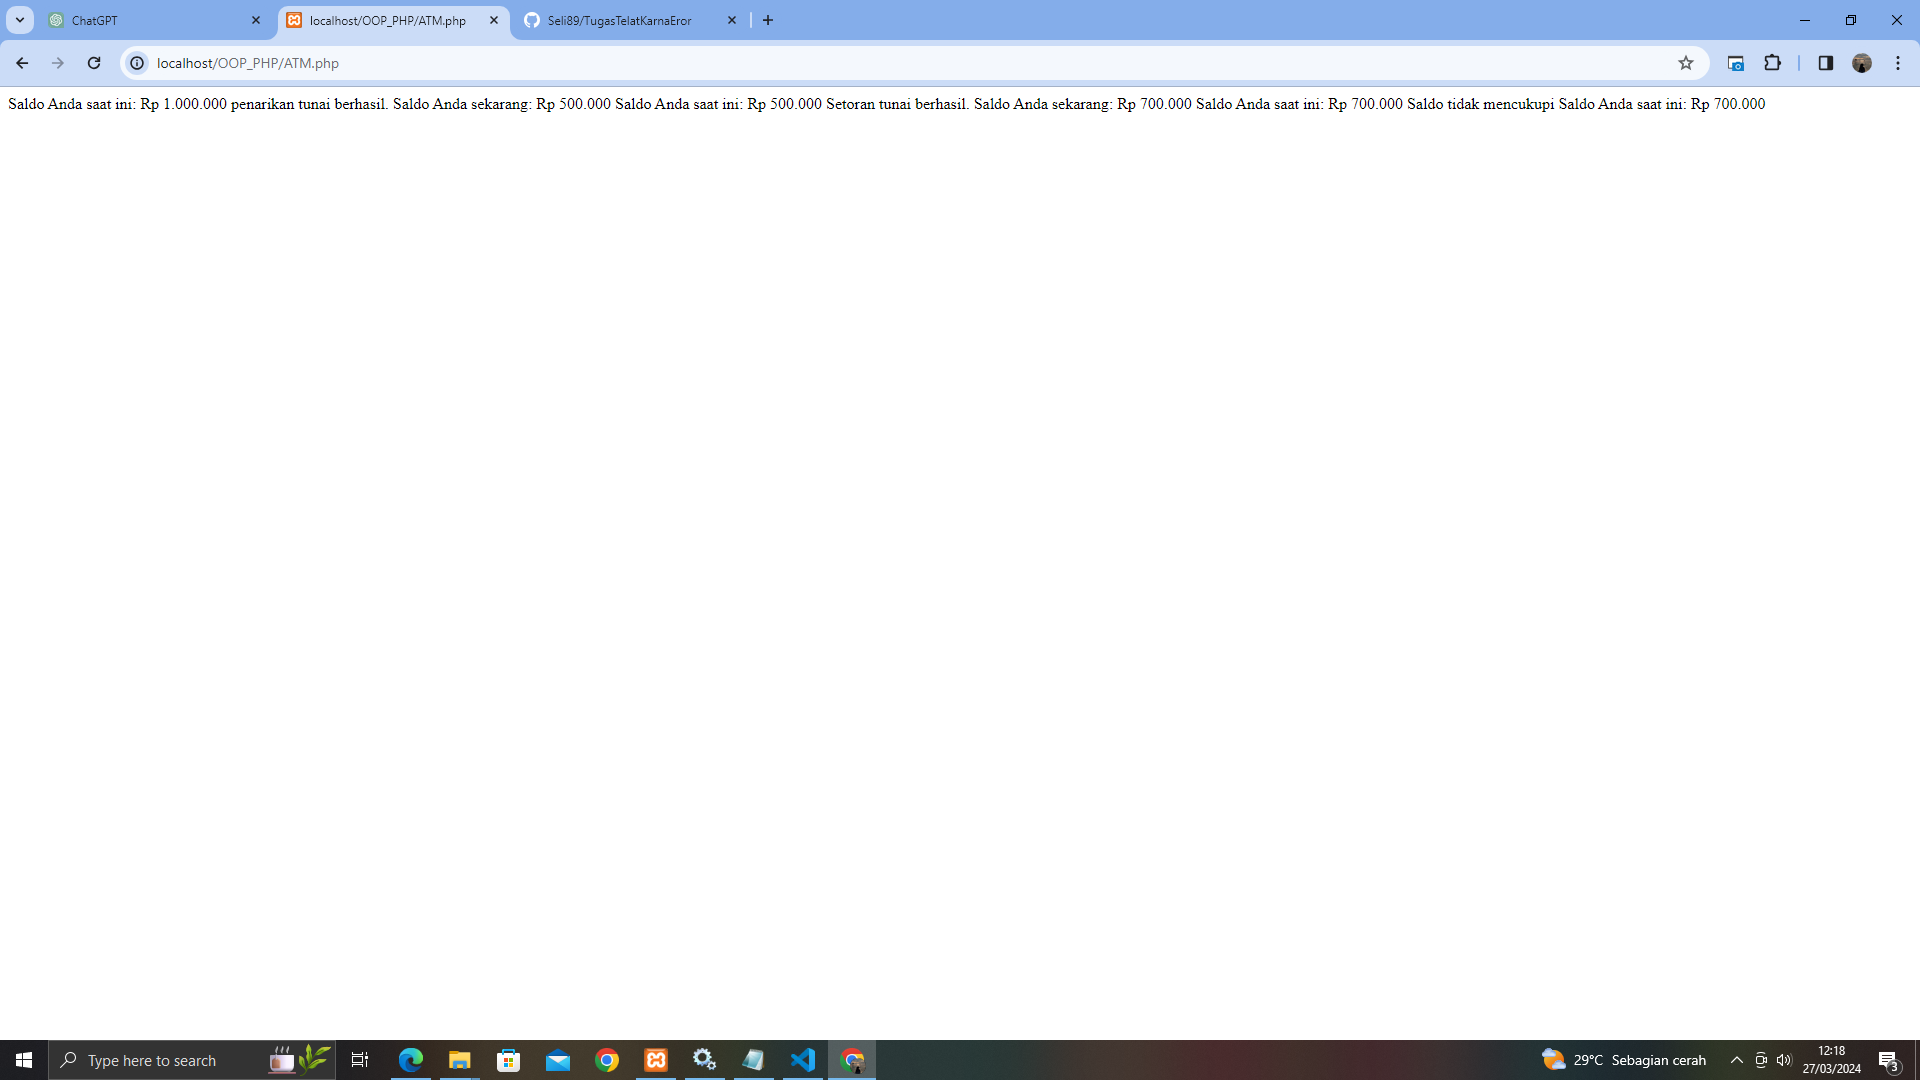 ChatGPT
localhost/OOP_PHP/ATM.php
Seli89/TugasTelatKarnaEror
localhost/OOP_PHP/ATM.php
Saldo Anda saat ini: Rp 1.000.000 penarikan tunai berhasil. Saldo Anda sekarang: Rp 500.000 Saldo Anda saat ini: Rp 500.000 Setoran tunai berhasil. Saldo Anda sekarang: Rp 700.000 Saldo Anda saat ini: Rp 700.000 Saldo tidak mencukupi Saldo Anda saat ini: Rp 700.000
Type here to search
29°C Sebagian cerah
12:18
27/03/2024
3